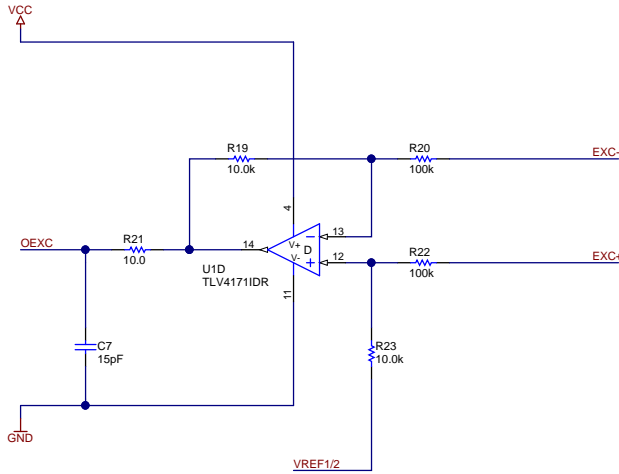 VCC
R19
10.0k
R20
100k
EXC-
4
13
V+
D
OEXC
R21
10.0
14
V-
12
R22
100k
EXC+
U1D
TLV4171IDR
11
C7
15pF
R23
10.0k
GND
VREF1/2